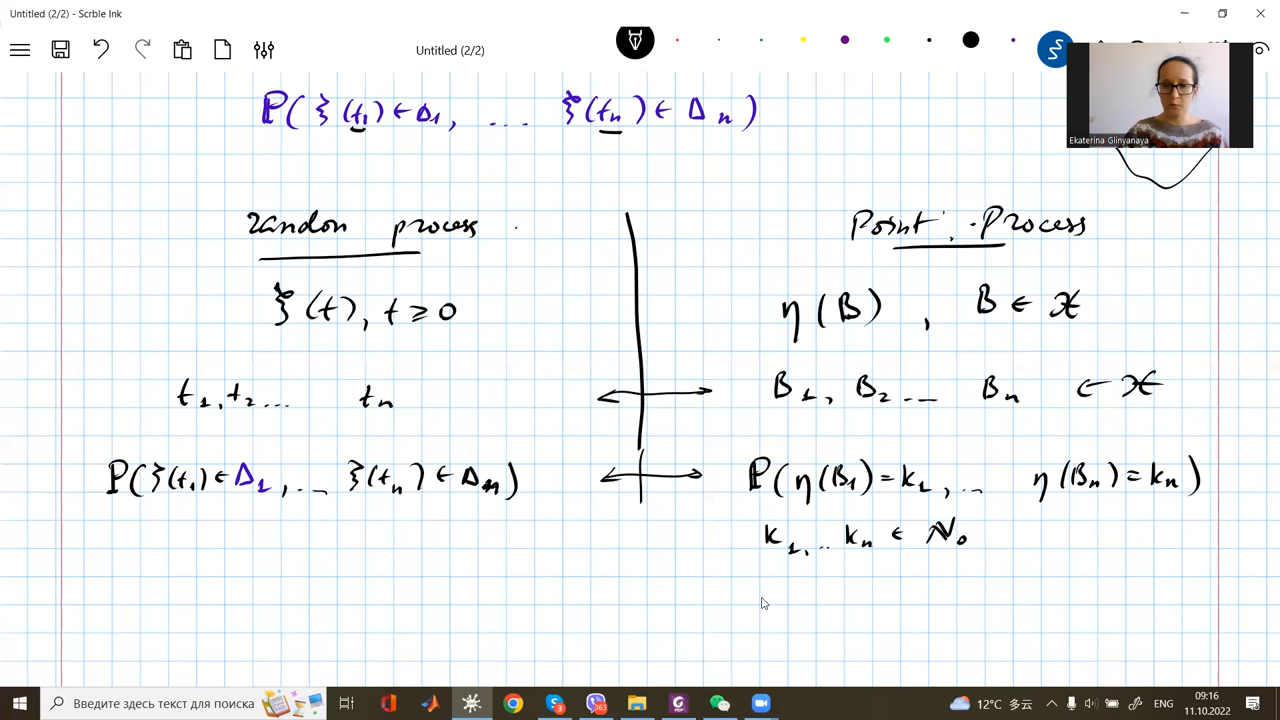 Untitled (2/2) - Scrble Ink
Untitled (2/2)
Ekaterina Glinyanaya
P(ξ(t₁)∈Δ₁, ... ξ(tₙ)∈Δₙ)
random process
Point Process
ξ(t), t≥0
η(B), B∈𝒳
t₁,t₂... tₙ
B₁, B₂... Bₙ ∈𝒳
P(ξ(t₁)∈Δ₁,... ξ(tₙ)∈Δₙ)
P(η(B₁)=k₁,... η(Bₙ)=kₙ)
k₁,..kₙ ∈ ℕ₀
Введите здесь текст для поиска
363
12°C 多云
ENG
09:16
11.10.2022